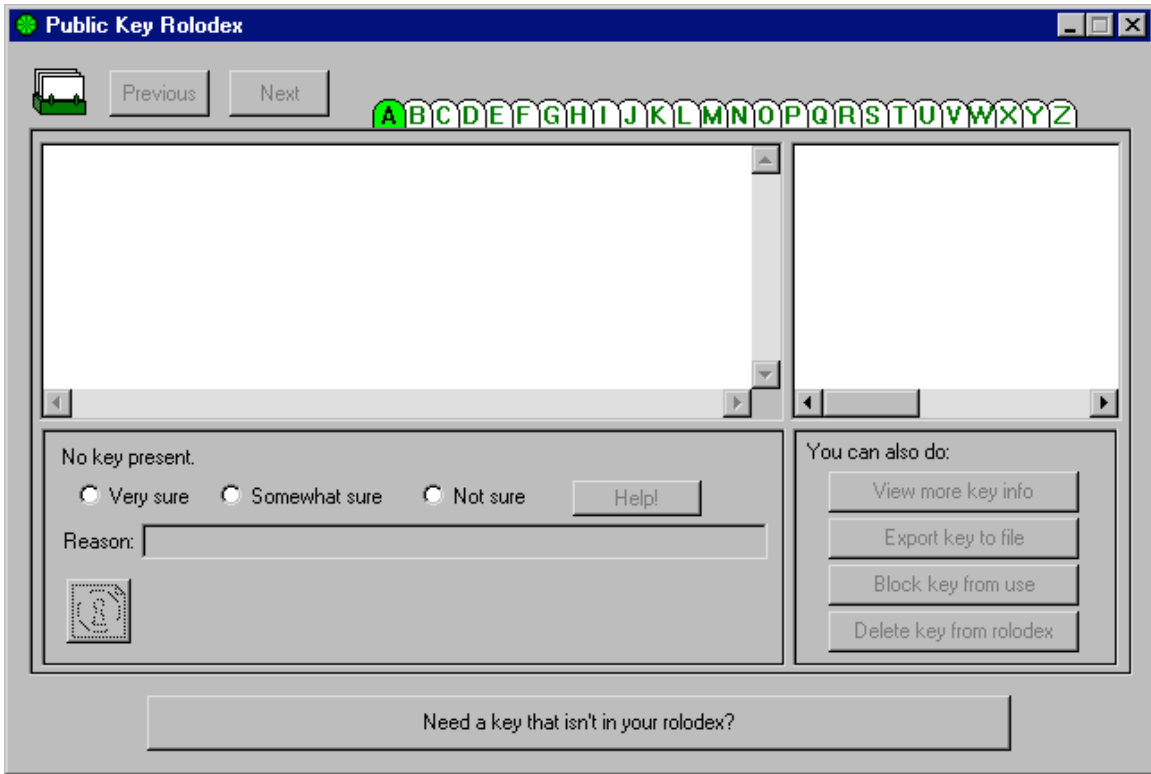 Public Key Rolodex
Previous Next
A B C D E F G H I J K L M N O P Q R S T U V W X Y Z
No key present.
Very sure Somewhat sure Not sure Help!
Reason:
You can also do:
View more key info
Export key to file
Block key from use
Delete key from rolodex
Need a key that isn't in your rolodex?